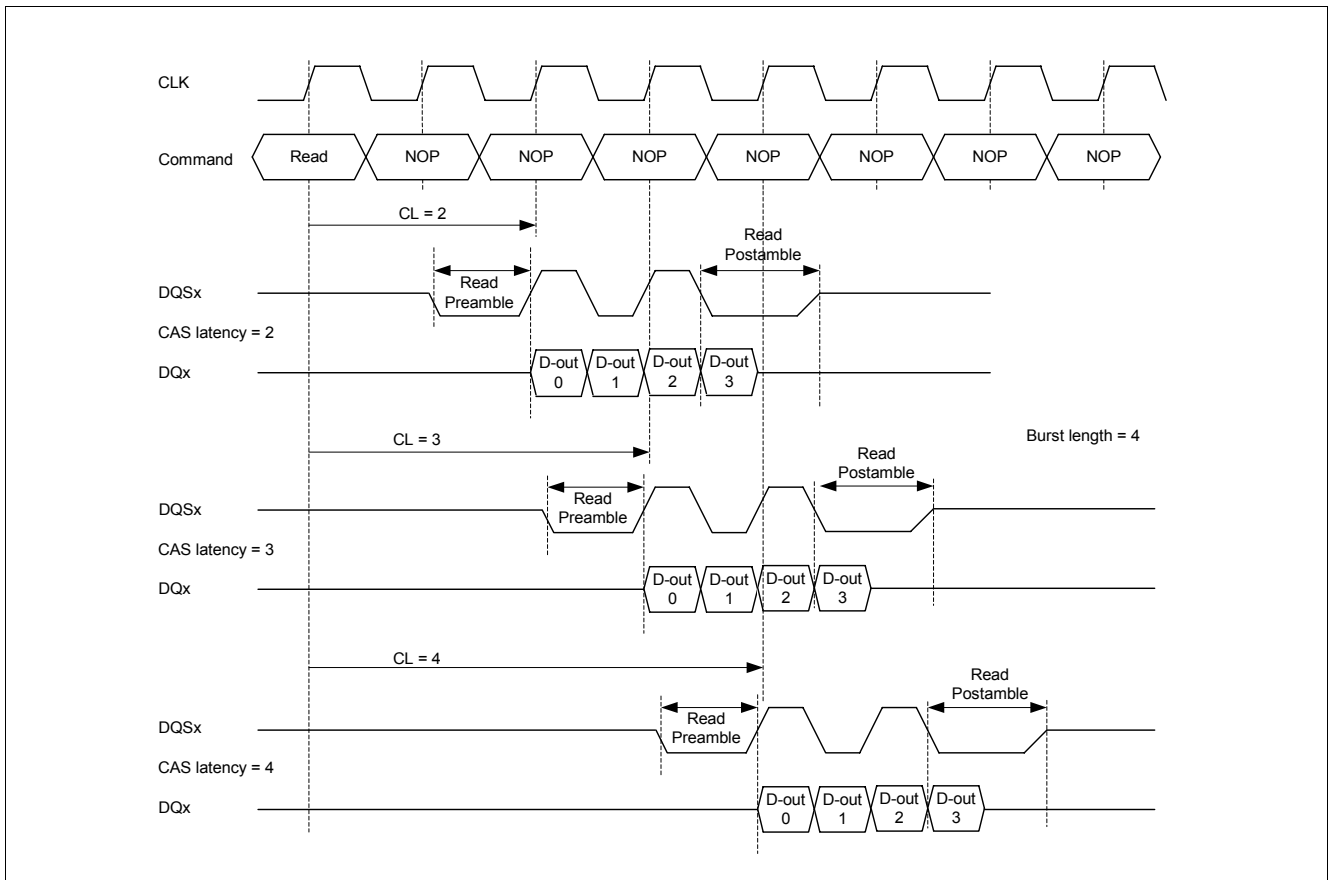 CLK
Command Read NOP NOP NOP NOP NOP NOP NOP
CL = 2
Read
Postamble
Read
Preamble
DQSx
CAS latency = 2
DQx
D-out D-out D-out D-out
0 1 2 3
CL = 3
Burst length = 4
Read
Postamble
Read
Preamble
DQSx
CAS latency = 3
DQx
D-out D-out D-out D-out
0 1 2 3
CL = 4
Read
Postamble
Read
Preamble
DQSx
CAS latency = 4
DQx
D-out D-out D-out D-out
0 1 2 3